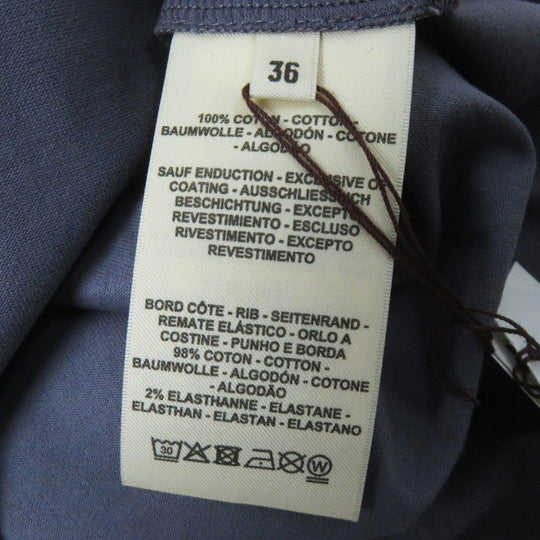 36
100% COTON - COTTON -
BAUMWOLLE - ALGODÓN - COTONE
- ALGODÃO
SAUF ENDUCTION - EXCLUSIVE OF
COATING - AUSSCHLIESSLICH
BESCHICHTUNG - EXCEPTO
REVESTIMIENTO - ESCLUSO
RIVESTIMENTO - EXCEPTO
REVESTIMENTO
BORD CÔTE - RIB - SEITENRAND -
REMATE ELÁSTICO - ORLO A
COSTINE - PUNHO E BORDA
98% COTON - COTTON -
BAUMWOLLE - ALGODÓN - COTONE
- ALGODÃO
2% ELASTHANNE - ELASTANE -
ELASTHAN - ELASTAN - ELASTANO
30 W